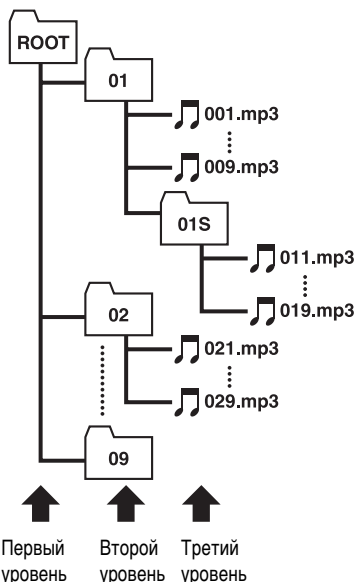 ROOT
01
001.mp3
009.mp3
01S
011.mp3
019.mp3
02
021.mp3
029.mp3
09
Первый уровень
Второй уровень
Третий уровень